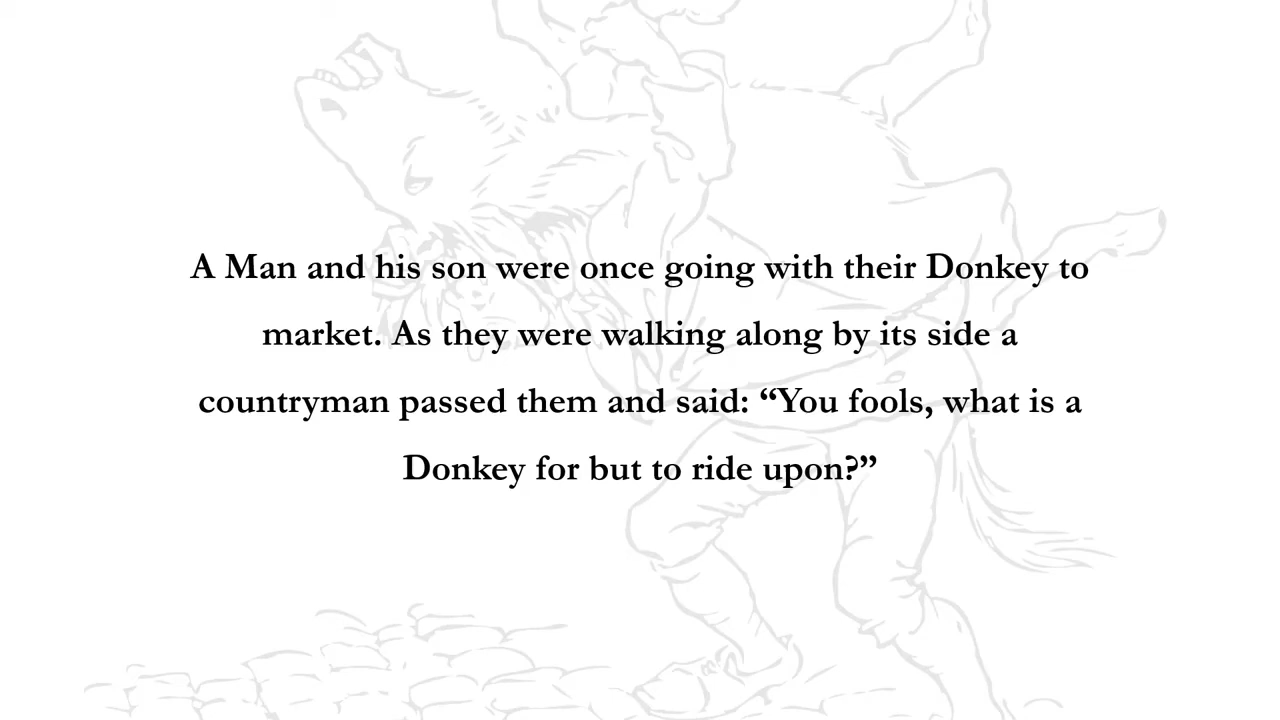 A Man and his son were once going with their Donkey to
market. As they were walking along by its side a
countryman passed them and said: “You fools, what is a
Donkey for but to ride upon?”